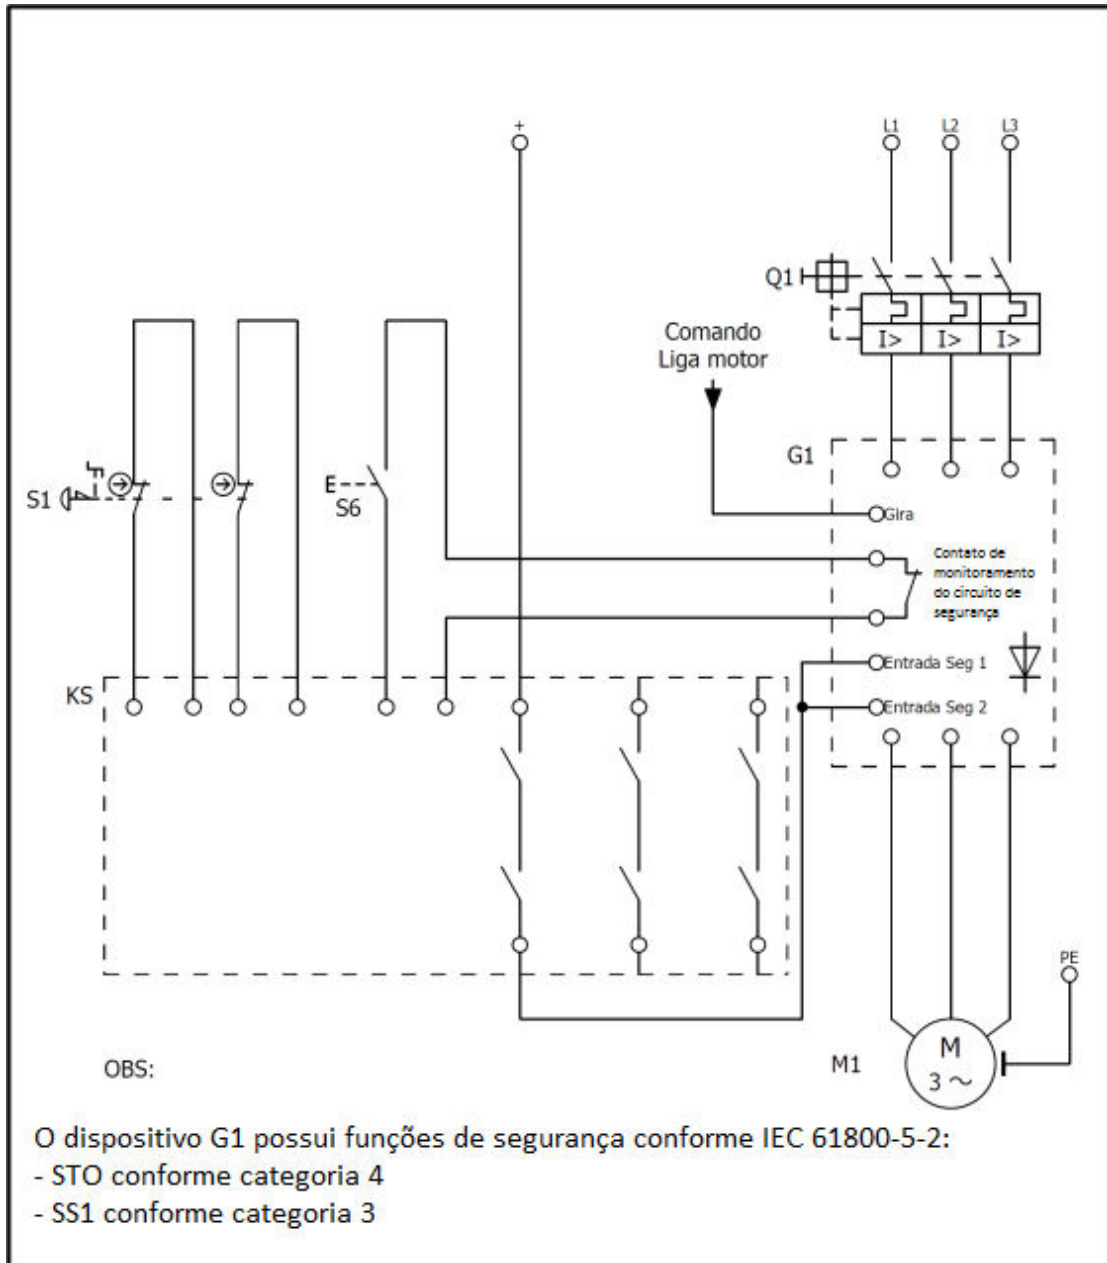 +
L1
L2
L3
Q1
I>
I>
I>
Comando
Liga motor
G1
S1
E
S6
Gira
Contato de
monitoramento
do circuito de
segurança
Entrada Seg 1
KS
Entrada Seg 2
PE
M1
M
3 ~
OBS:
O dispositivo G1 possui funções de segurança conforme IEC 61800-5-2:
- STO conforme categoria 4
- SS1 conforme categoria 3